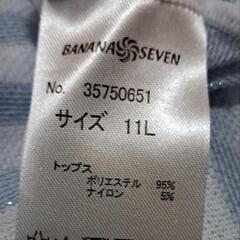 BANANA SEVEN
No. 35750651
サイズ 11L
トップス
ポリエステル 95%
ナイロン 5%